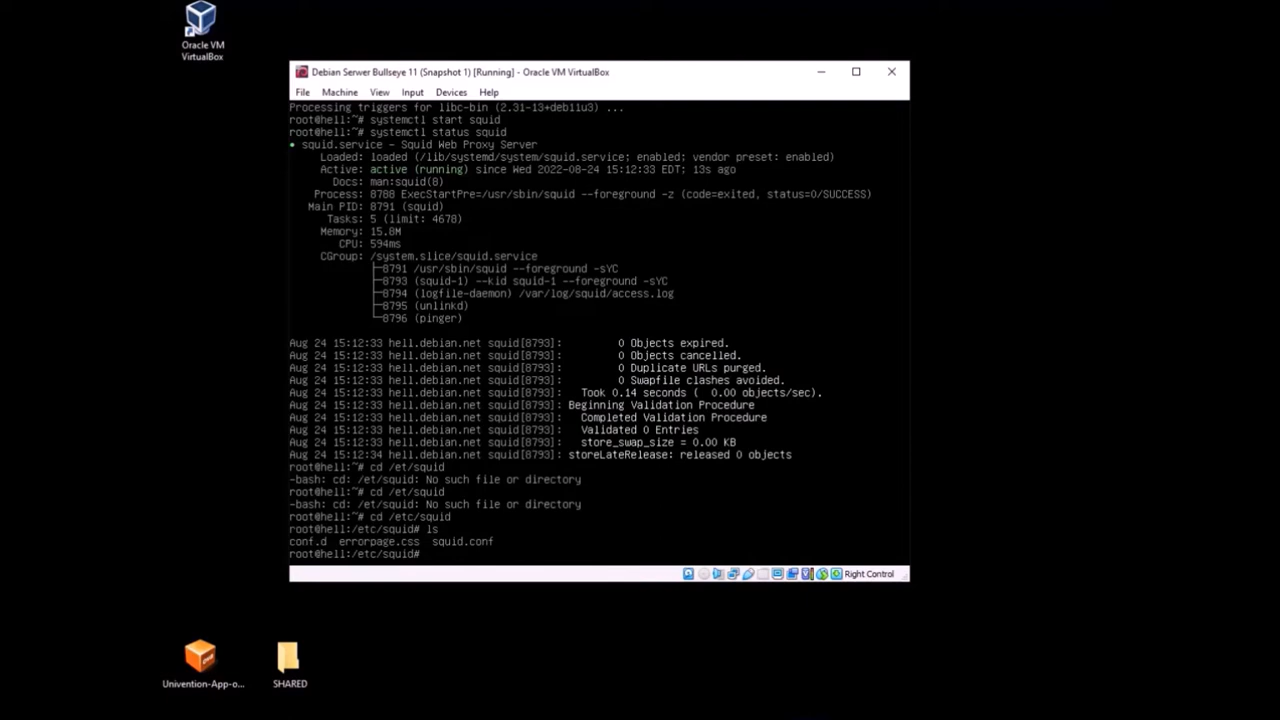 Oracle VM
VirtualBox
Debian Serwer Bullseye 11 (Snapshot 1) [Running] - Oracle VM VirtualBox
File Machine View Input Devices Help
Processing triggers for libc-bin (2.31-13+deb11u3) ...
root@hell:~# systemctl start squid
root@hell:~# systemctl status squid
● squid.service - Squid Web Proxy Server
Loaded: loaded (/lib/systemd/system/squid.service; enabled; vendor preset: enabled)
Active: active (running) since Wed 2022-08-24 15:12:33 EDT; 13s ago
Docs: man:squid(8)
Process: 8788 ExecStartPre=/usr/sbin/squid --foreground -z (code=exited, status=0/SUCCESS)
Main PID: 8791 (squid)
Tasks: 5 (limit: 4678)
Memory: 15.8M
CPU: 594ms
CGroup: /system.slice/squid.service
├─8791 /usr/sbin/squid --foreground -sYC
├─8793 (squid-1) --kid squid-1 --foreground -sYC
├─8794 (logfile-daemon) /var/log/squid/access.log
├─8795 (unlinkd)
└─8796 (pinger)
Aug 24 15:12:33 hell.debian.net squid[8793]: 0 Objects expired.
Aug 24 15:12:33 hell.debian.net squid[8793]: 0 Objects cancelled.
Aug 24 15:12:33 hell.debian.net squid[8793]: 0 Duplicate URLs purged.
Aug 24 15:12:33 hell.debian.net squid[8793]: 0 Swapfile clashes avoided.
Aug 24 15:12:33 hell.debian.net squid[8793]: Took 0.14 seconds ( 0.00 objects/sec).
Aug 24 15:12:33 hell.debian.net squid[8793]: Beginning Validation Procedure
Aug 24 15:12:33 hell.debian.net squid[8793]: Completed Validation Procedure
Aug 24 15:12:33 hell.debian.net squid[8793]: Validated 0 Entries
Aug 24 15:12:33 hell.debian.net squid[8793]: store_swap_size = 0.00 KB
Aug 24 15:12:34 hell.debian.net squid[8793]: storeLateRelease: released 0 objects
root@hell:~# cd /et/squid
-bash: cd: /et/squid: No such file or directory
root@hell:~# cd /et/squid
-bash: cd: /et/squid: No such file or directory
root@hell:~# cd /etc/squid
root@hell:/etc/squid# ls
conf.d errorpage.css squid.conf
root@hell:/etc/squid#
Right Control
Univention-App-o...
SHARED